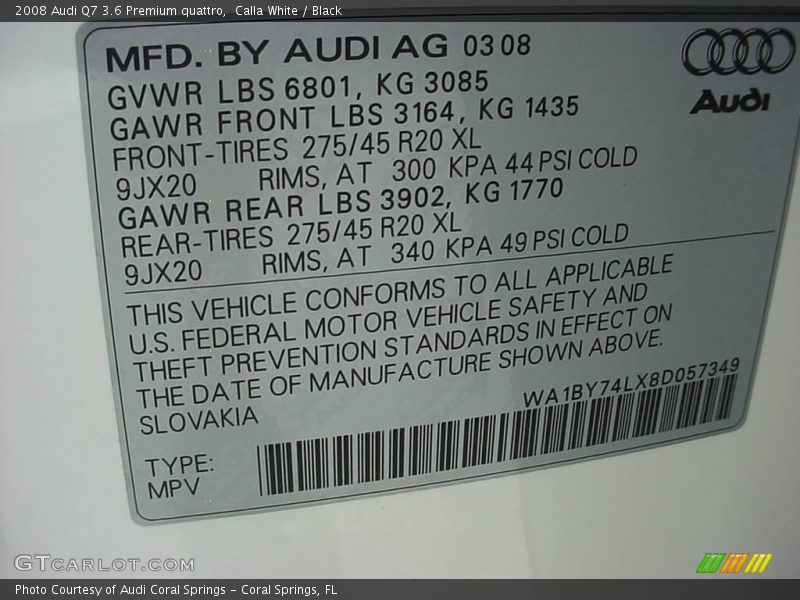 2008 Audi Q7 3.6 Premium quattro,  Calla White / Black
MFD. BY AUDI AG 03 08
GVWR LBS 6801, KG 3085
GAWR FRONT LBS 3164, KG 1435
FRONT-TIRES 275/45 R20 XL
9JX20 RIMS, AT 300 KPA 44 PSI COLD
GAWR REAR LBS 3902, KG 1770
REAR-TIRES 275/45 R20 XL
9JX20 RIMS, AT 340 KPA 49 PSI COLD
Audi
THIS VEHICLE CONFORMS TO ALL APPLICABLE
U.S. FEDERAL MOTOR VEHICLE SAFETY AND
THEFT PREVENTION STANDARDS IN EFFECT ON
THE DATE OF MANUFACTURE SHOWN ABOVE.
SLOVAKIA
WA1BY74LX8D057349
TYPE:
MPV
GTCARLOT.COM
Photo Courtesy of Audi Coral Springs - Coral Springs, FL